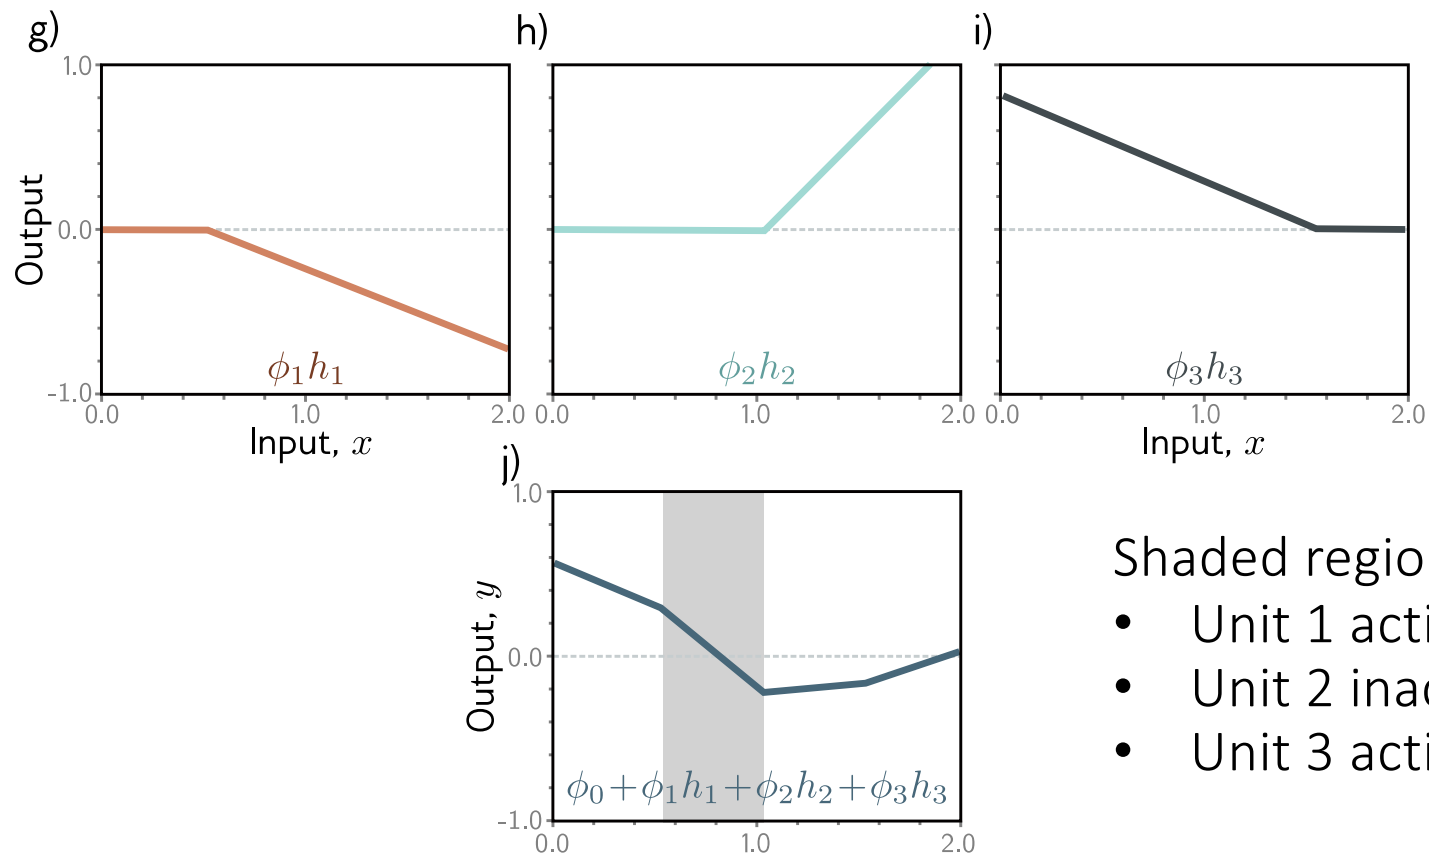 g)
h)
i)
1.0
0.0
-1.0
Output
ϕ₁h₁
ϕ₂h₂
ϕ₃h₃
0.0 1.0 2.0
0.0 1.0 2.0
0.0 1.0 2.0
Input, x
Input, x
j)
1.0
0.0
-1.0
Output, y
ϕ₀+ϕ₁h₁+ϕ₂h₂+ϕ₃h₃
0.0 1.0 2.0
Shaded regio
• Unit 1 acti
• Unit 2 ina
• Unit 3 acti